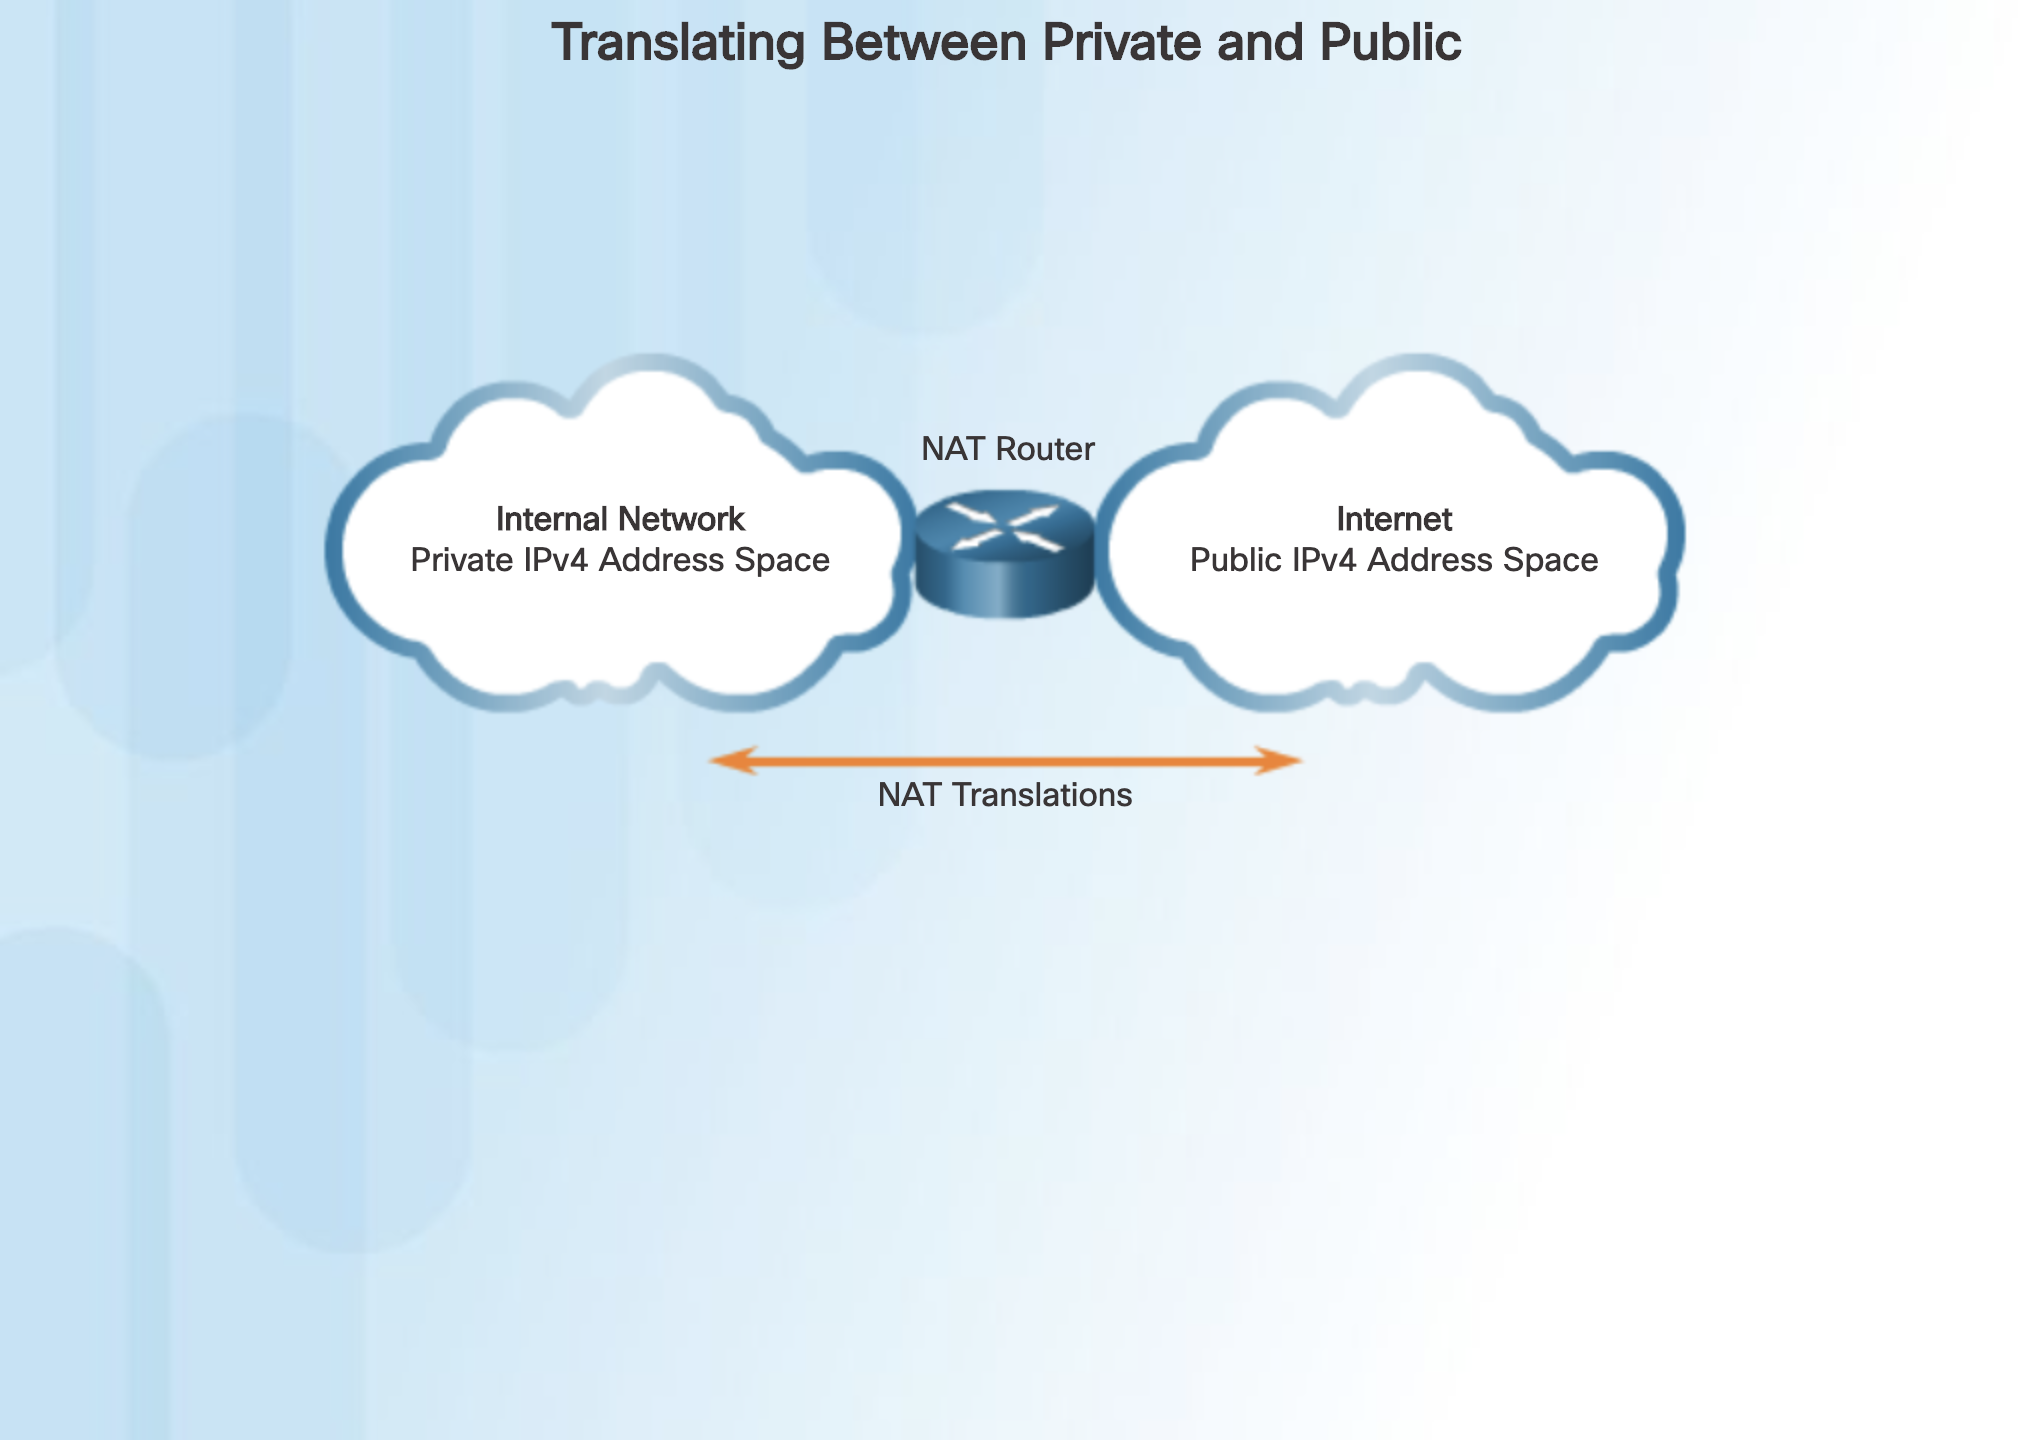 Translating Between Private and Public
NAT Router
Internal Network
Private IPv4 Address Space
Internet
Public IPv4 Address Space
NAT Translations